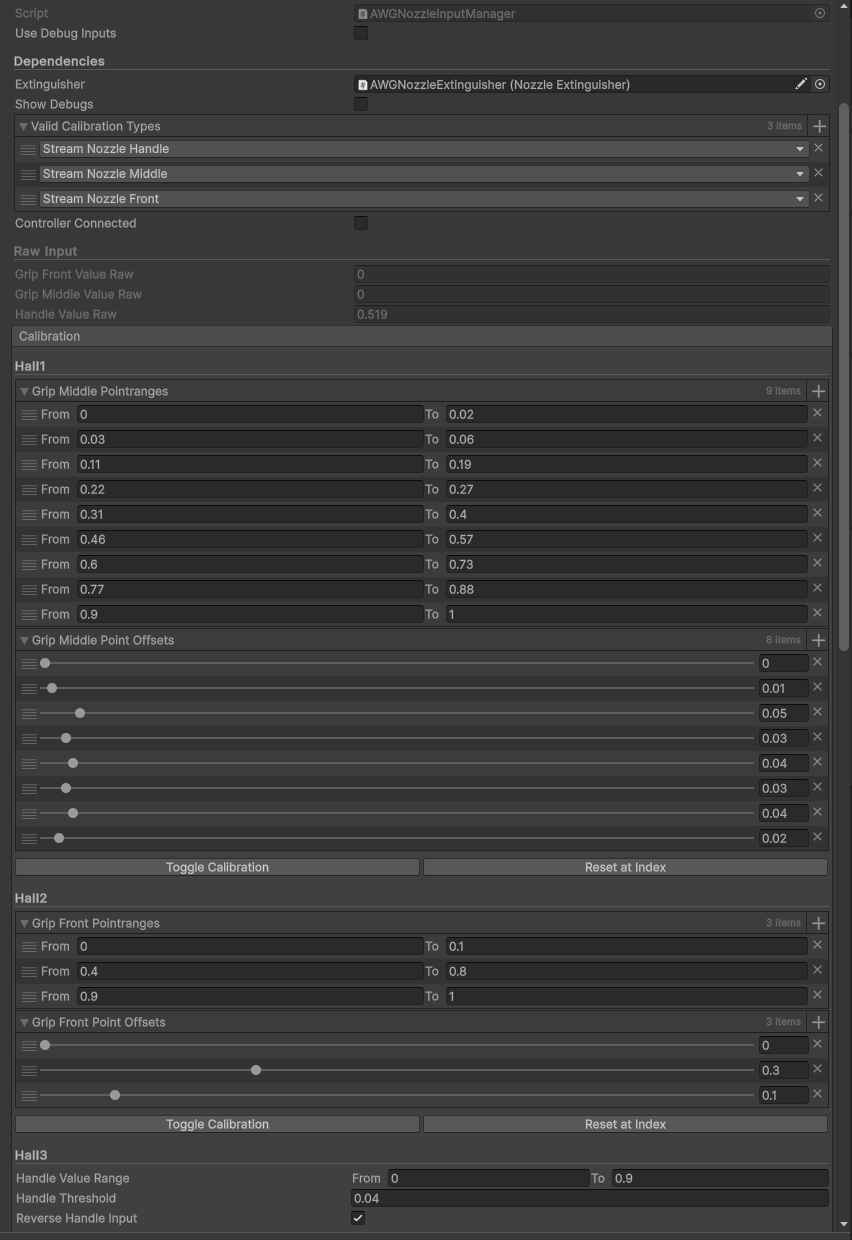 Script AWGNozzleInputManager
Use Debug Inputs
Dependencies
Extinguisher AWGNozzleExtinguisher (Nozzle Extinguisher)
Show Debugs
Valid Calibration Types 3 Items
Stream Nozzle Handle
Stream Nozzle Middle
Stream Nozzle Front
Controller Connected
Raw Input
Grip Front Value Raw 0
Grip Middle Value Raw 0
Handle Value Raw 0.519
Calibration
Hall1
Grip Middle Pointranges 9 Items
From 0 To 0.02
From 0.03 To 0.06
From 0.11 To 0.19
From 0.22 To 0.27
From 0.31 To 0.4
From 0.46 To 0.57
From 0.6 To 0.73
From 0.77 To 0.88
From 0.9 To 1
Grip Middle Point Offsets 8 Items
0
0.01
0.05
0.03
0.04
0.03
0.04
0.02
Toggle Calibration Reset at Index
Hall2
Grip Front Pointranges 3 Items
From 0 To 0.1
From 0.4 To 0.8
From 0.9 To 1
Grip Front Point Offsets 3 Items
0
0.3
0.1
Toggle Calibration Reset at Index
Hall3
Handle Value Range From 0 To 0.9
Handle Threshold 0.04
Reverse Handle Input